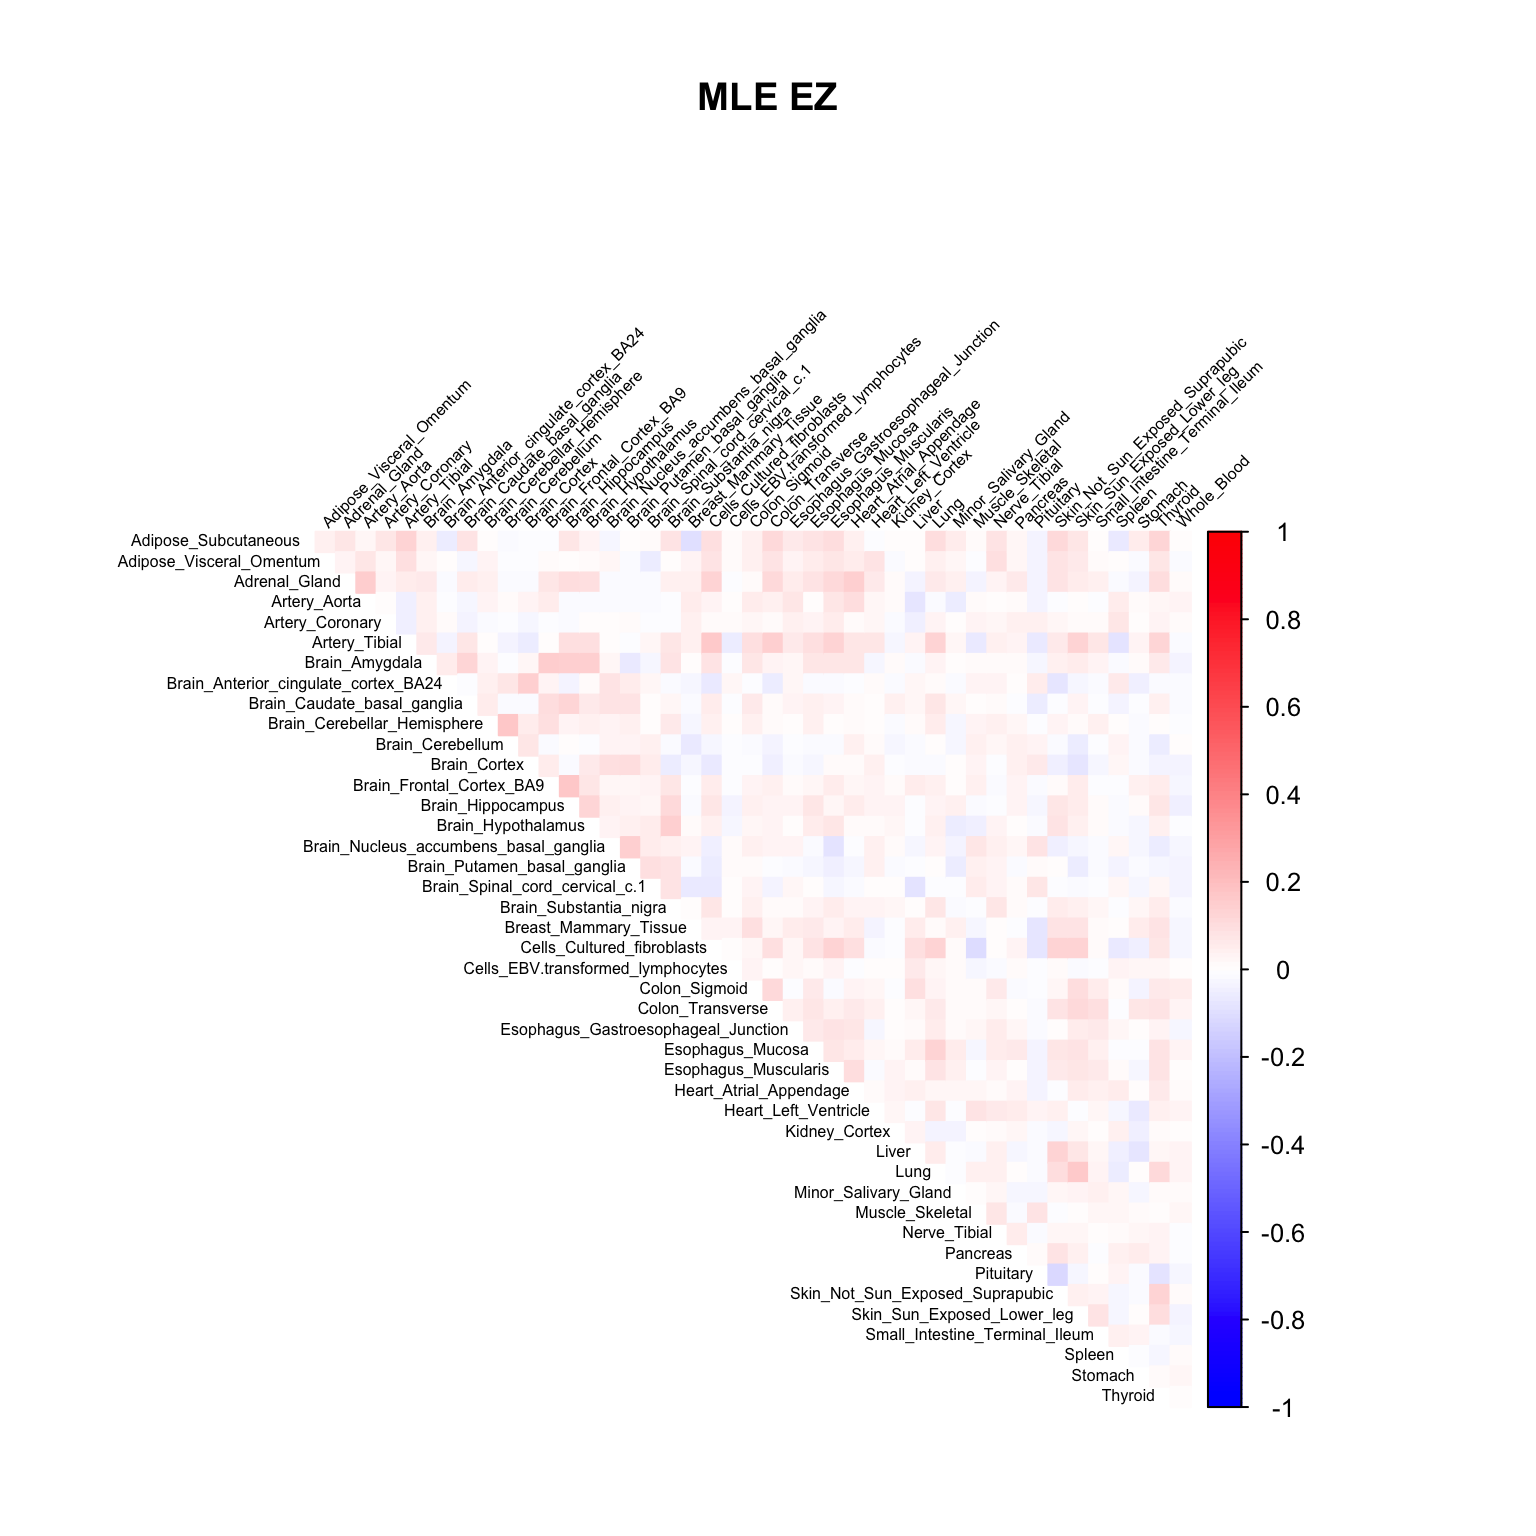 MLE EZ
Adipose_Visceral_Omentum
Adrenal_Gland
Artery_Aorta
Artery_Coronary
Artery_Tibial
Brain_Amygdala
Brain_Anterior_cingulate_cortex_BA24
Brain_Caudate_basal_ganglia
Brain_Cerebellar_Hemisphere
Brain_Cerebellum
Brain_Cortex
Brain_Frontal_Cortex_BA9
Brain_Hippocampus
Brain_Hypothalamus
Brain_Nucleus_accumbens_basal_ganglia
Brain_Putamen_basal_ganglia
Brain_Spinal_cord_cervical_c.1
Brain_Substantia_nigra
Breast_Mammary_Tissue
Cells_Cultured_fibroblasts
Cells_EBV.transformed_lymphocytes
Colon_Sigmoid
Colon_Transverse
Esophagus_Gastroesophageal_Junction
Esophagus_Mucosa
Esophagus_Muscularis
Heart_Atrial_Appendage
Heart_Left_Ventricle
Kidney_Cortex
Liver
Lung
Minor_Salivary_Gland
Muscle_Skeletal
Nerve_Tibial
Pancreas
Pituitary
Skin_Not_Sun_Exposed_Suprapubic
Skin_Sun_Exposed_Lower_leg
Small_Intestine_Terminal_Ileum
Spleen
Stomach
Thyroid
Whole_Blood
Adipose_Subcutaneous
Adipose_Visceral_Omentum
Adrenal_Gland
Artery_Aorta
Artery_Coronary
Artery_Tibial
Brain_Amygdala
Brain_Anterior_cingulate_cortex_BA24
Brain_Caudate_basal_ganglia
Brain_Cerebellar_Hemisphere
Brain_Cerebellum
Brain_Cortex
Brain_Frontal_Cortex_BA9
Brain_Hippocampus
Brain_Hypothalamus
Brain_Nucleus_accumbens_basal_ganglia
Brain_Putamen_basal_ganglia
Brain_Spinal_cord_cervical_c.1
Brain_Substantia_nigra
Breast_Mammary_Tissue
Cells_Cultured_fibroblasts
Cells_EBV.transformed_lymphocytes
Colon_Sigmoid
Colon_Transverse
Esophagus_Gastroesophageal_Junction
Esophagus_Mucosa
Esophagus_Muscularis
Heart_Atrial_Appendage
Heart_Left_Ventricle
Kidney_Cortex
Liver
Lung
Minor_Salivary_Gland
Muscle_Skeletal
Nerve_Tibial
Pancreas
Pituitary
Skin_Not_Sun_Exposed_Suprapubic
Skin_Sun_Exposed_Lower_leg
Small_Intestine_Terminal_Ileum
Spleen
Stomach
Thyroid
1
0.8
0.6
0.4
0.2
0
-0.2
-0.4
-0.6
-0.8
-1